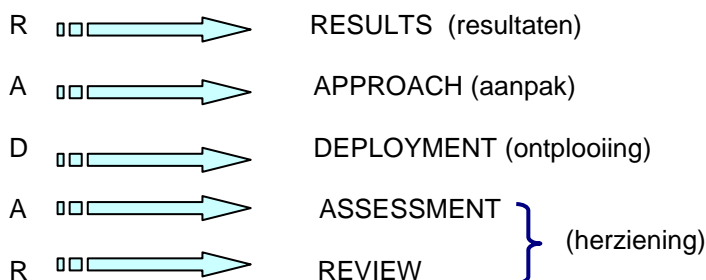 R RESULTS (resultaten)
A APPROACH (aanpak)
D DEPLOYMENT (ontplooiing)
A ASSESSMENT
(herziening)
R REVIEW